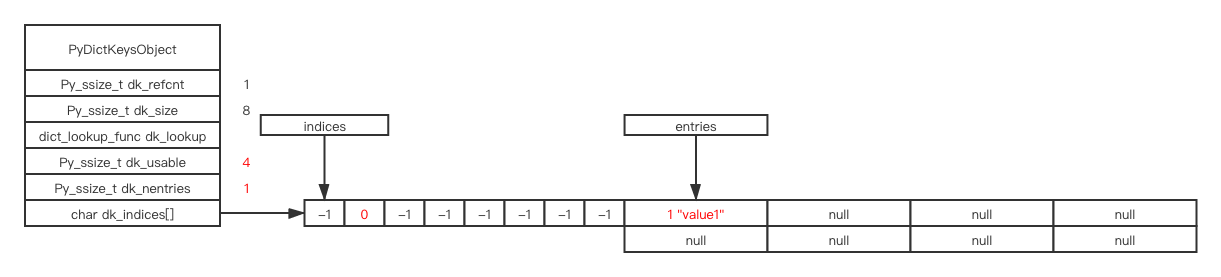 PyDictKeysObject
Py_ssize_t dk_refcnt 1
Py_ssize_t dk_size 8
indices entries
dict_lookup_func dk_lookup
Py_ssize_t dk_usable 4
Py_ssize_t dk_nentries 1
char dk_indices[] -1 0 -1 -1 -1 -1 -1 -1 1 "value1" null null null
null null null null